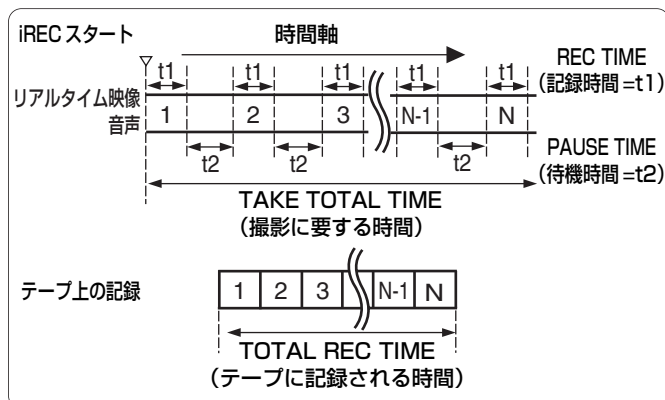 iRECスタート
時間軸
t1 t1 t1 t1 t1
REC TIME
(記録時間=t1)
リアルタイム映像
音声
1 2 3 N-1 N
t2 t2 t2
PAUSE TIME
(待機時間=t2)
TAKE TOTAL TIME
(撮影に要する時間)
テープ上の記録
1 2 3 N-1 N
TOTAL REC TIME
(テープに記録される時間)